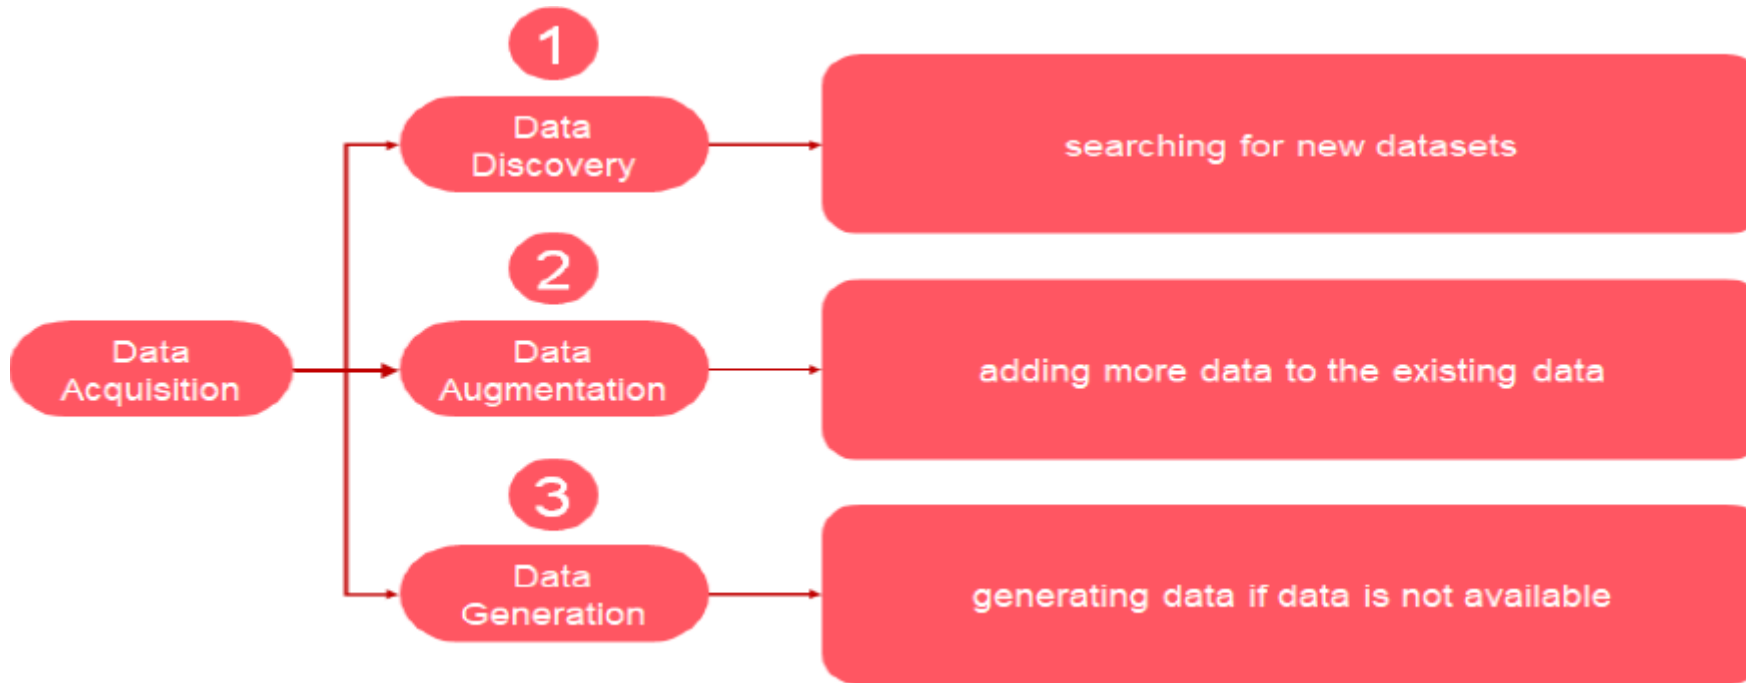 1
Data
Discovery
searching for new datasets
2
Data
Acquisition
Data
Augmentation
adding more data to the existing data
3
Data
Generation
generating data if data is not available